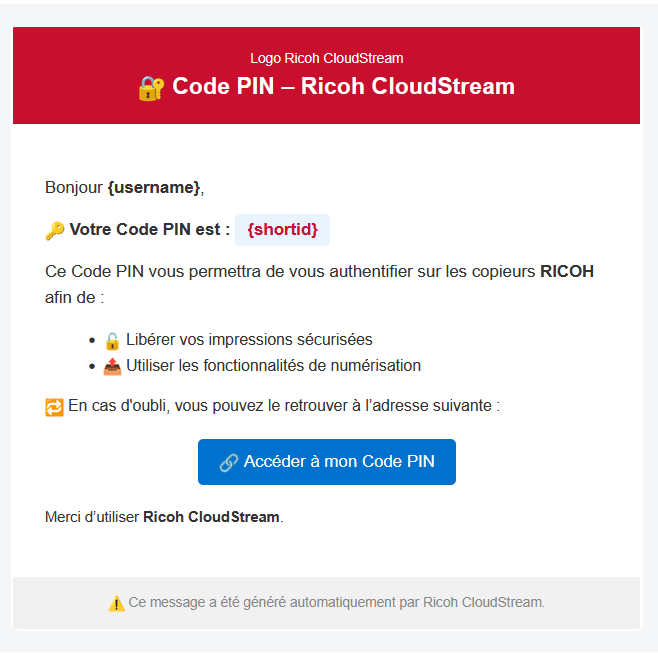 Logo Ricoh CloudStream
🔐 Code PIN – Ricoh CloudStream
Bonjour {username},
🔑 Votre Code PIN est : {shortid}
Ce Code PIN vous permettra de vous authentifier sur les copieurs RICOH
afin de :
• 🔓 Libérer vos impressions sécurisées
• 📤 Utiliser les fonctionnalités de numérisation
🔁 En cas d'oubli, vous pouvez le retrouver à l’adresse suivante :
🔗 Accéder à mon Code PIN
Merci d’utiliser Ricoh CloudStream.
⚠️ Ce message a été généré automatiquement par Ricoh CloudStream.